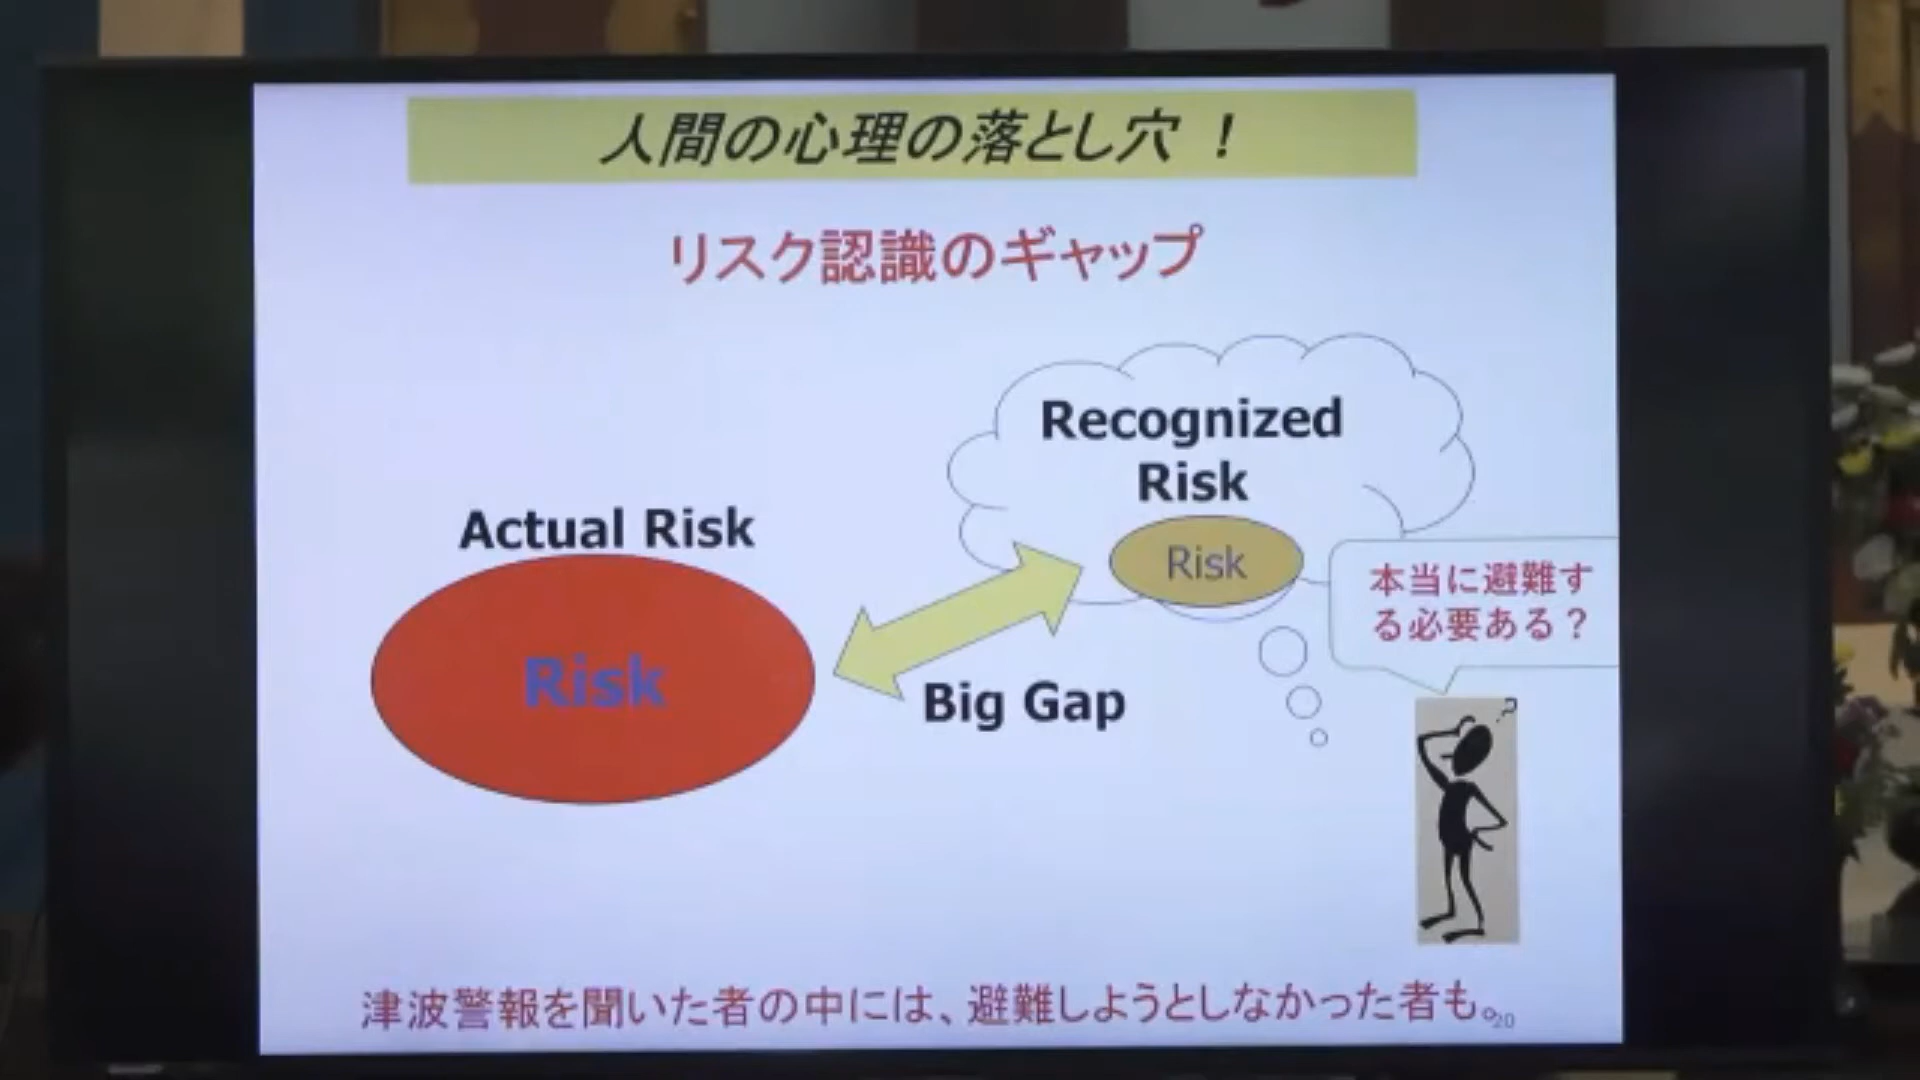 人間の心理の落とし穴！
リスク認識のギャップ
Recognized
Risk
Risk
Actual Risk
Risk
Big Gap
本当に避難す
る必要ある？
?
津波警報を聞いた者の中には、避難しようとしなかった者も。
20